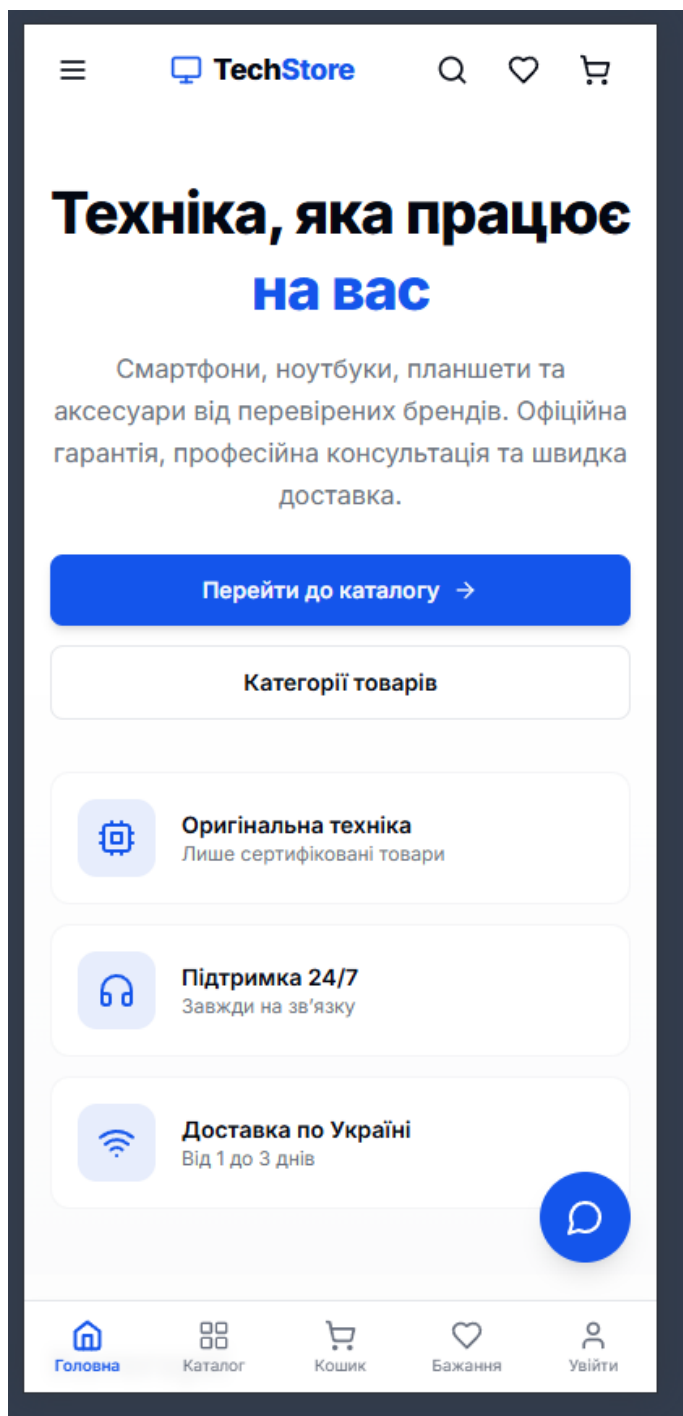 TechStore
Техніка, яка працює
на вас
Смартфони, ноутбуки, планшети та
аксесуари від перевірених брендів. Офіційна
гарантія, професійна консультація та швидка
доставка.
Перейти до каталогу →
Категорії товарів
Оригінальна техніка
Лише сертифіковані товари
Підтримка 24/7
Завжди на зв’язку
Доставка по Україні
Від 1 до 3 днів
Головна Каталог Кошик Бажання Увійти